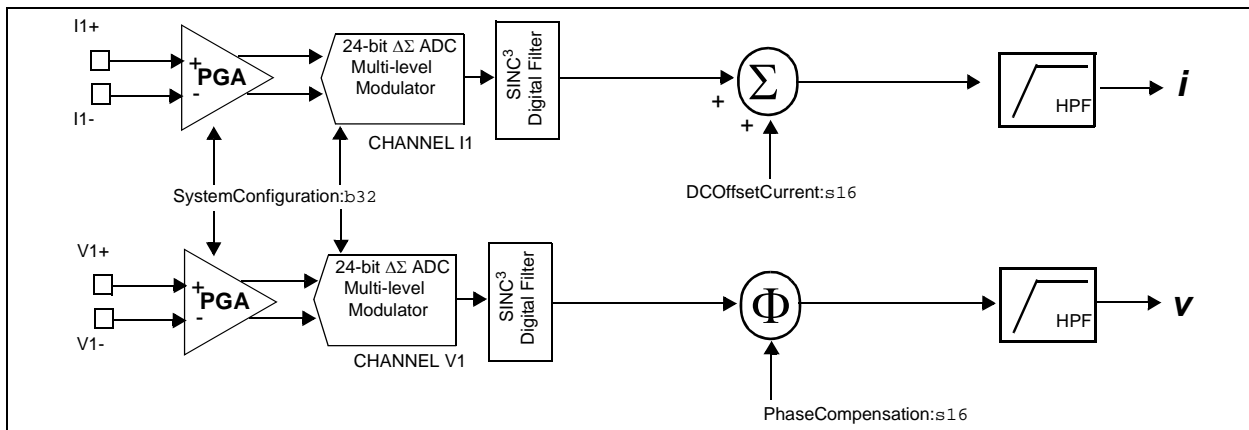 I1+
+
PGA
-
I1-
24-bit ΔΣ ADC
Multi-level
Modulator
CHANNEL I1
SINC³
Digital Filter
+
Σ
+
DCOffsetCurrent:s16
HPF
i
SystemConfiguration:b32
V1+
+
PGA
-
V1-
24-bit ΔΣ ADC
Multi-level
Modulator
CHANNEL V1
SINC³
Digital Filter
Φ
PhaseCompensation:s16
HPF
v